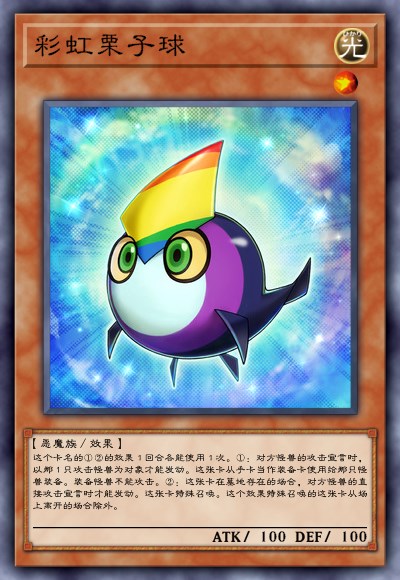 彩虹栗子球
ひかり
光
【恶魔族／效果】
这个卡名的①②的效果1回合各能使用1次。①：对方怪兽的攻击宣言时，
以那1只攻击怪兽为对象才能发动。这张卡从手卡当作装备卡使用给那只怪
兽装备。装备怪兽不能攻击。②：这张卡在墓地存在的场合，对方怪兽的直
接攻击宣言时才能发动。这张卡特殊召唤。这个效果特殊召唤的这张卡从场
上离开的场合除外。
ATK/ 100 DEF/ 100